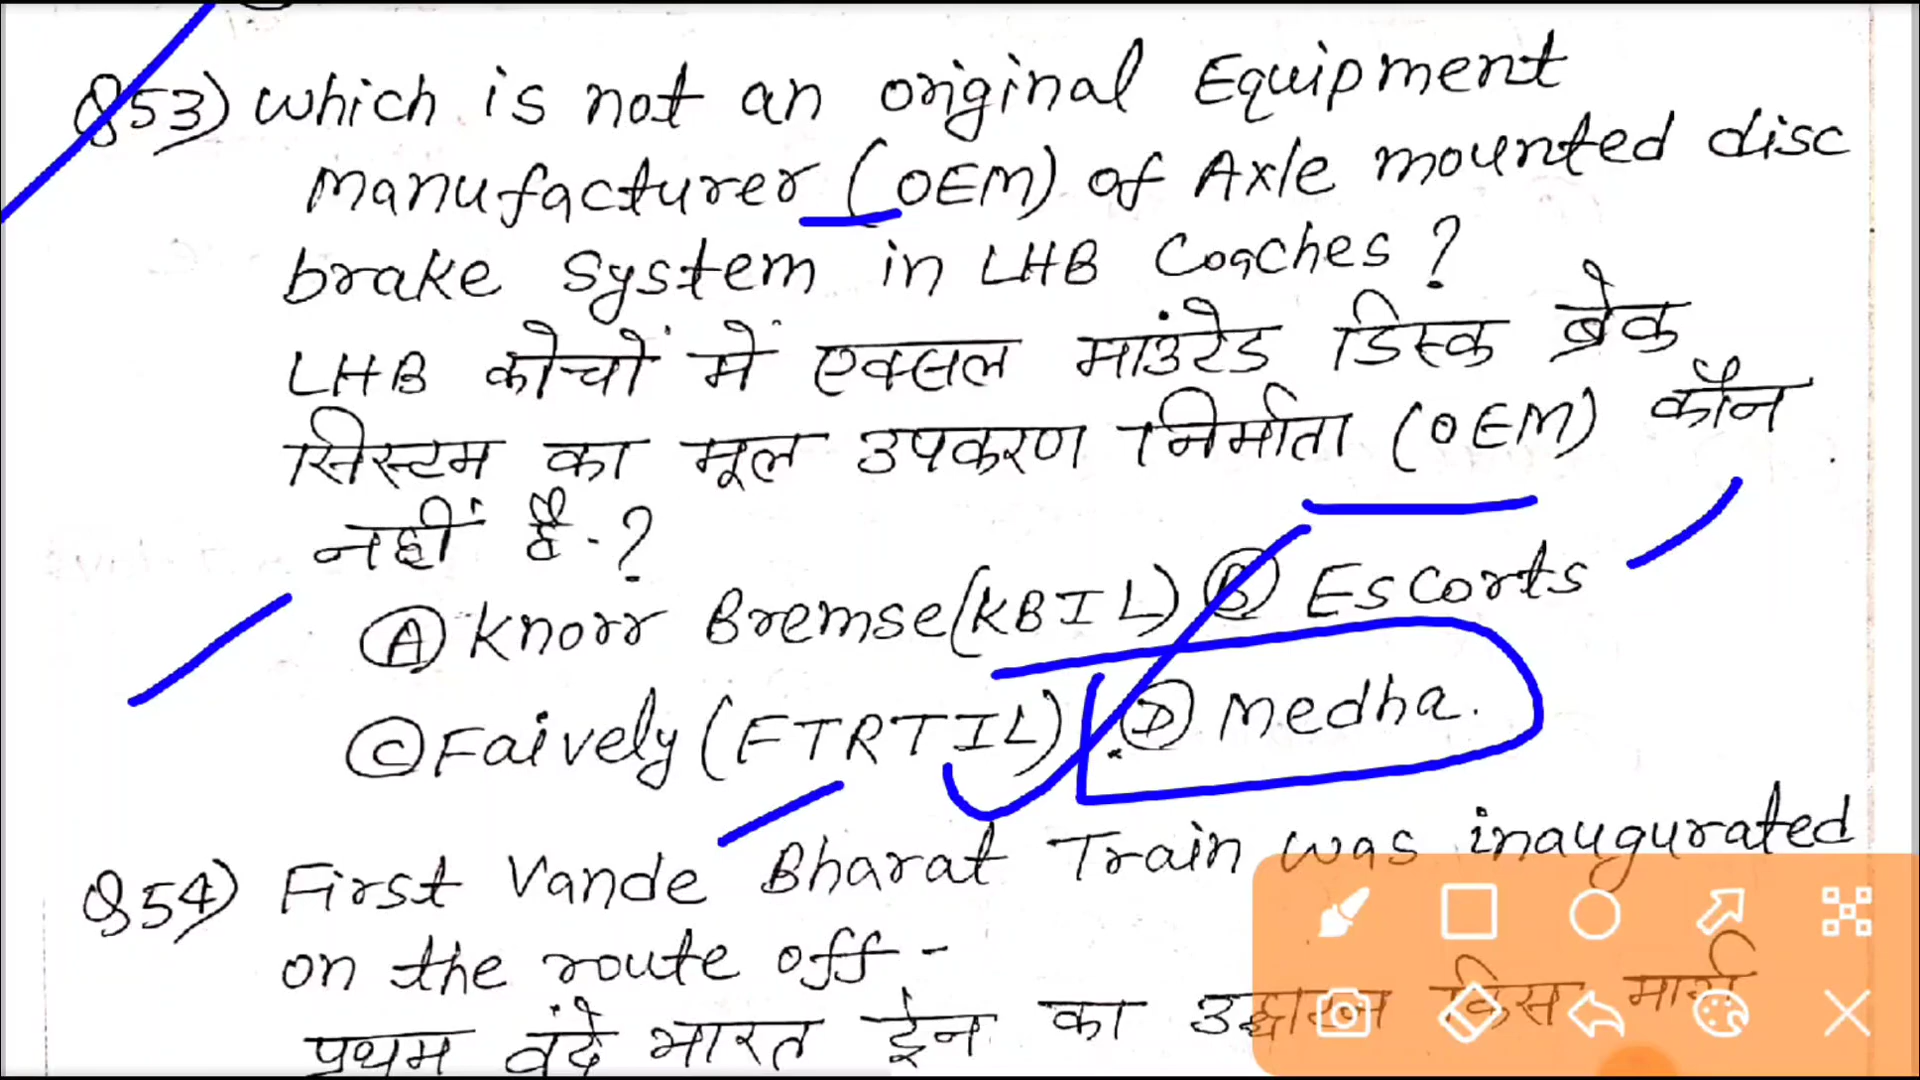 Q53) which is not an original Equipment
Manufacturer (OEM) of Axle mounted disc
brake System in LHB Coaches ?
LHB कोचों में एक्सल माउंटेड डिस्क ब्रेक
सिस्टम का मूल उपकरण निर्माता (OEM) कौन
नहीं है - ?
(A) Knorr Bremse (KBIL) (B) Escorts
(C) Faively (FTRTIL) (D) Medha.
Q54) First Vande Bharat Train was inaugurated
on the route off -
प्रथम वंदे भारत ट्रेन का किस मार्ग